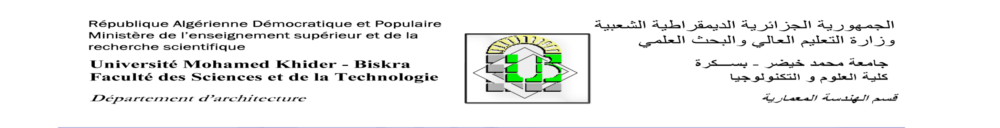 République Algérienne Démocratique et Populaire
Ministère de l'enseignement supérieur et de la
recherche scientifique
Université Mohamed Khider - Biskra
Faculté des Sciences et de la Technologie
Département d'architecture
الجمهورية الجزائرية الديمقراطية الشعبية
وزارة التعليم العالي والبحث العلمي
جامعة محمد خيضر - بســـكرة
كلية العلوم و التكنولوجيا
قسم الهندسة المعمارية